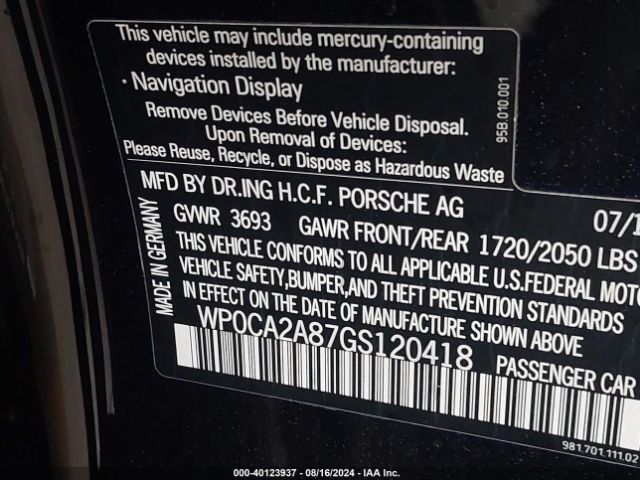 This vehicle may include mercury-containing
devices installed by the manufacturer:
· Navigation Display
Remove Devices Before Vehicle Disposal.
Upon Removal of Devices:
Please Reuse, Recycle, or Dispose as Hazardous Waste
95B.010.001
MFD BY DR.ING H.C.F. PORSCHE AG 07/1
GVWR 3693 GAWR FRONT/REAR 1720/2050 LBS
THIS VEHICLE CONFORMS TO ALL APPLICABLE U.S.FEDERAL MOTO
VEHICLE SAFETY,BUMPER,AND THEFT PREVENTION STANDARDS
IN EFFECT ON THE DATE OF MANUFACTURE SHOWN ABOVE
MADE IN GERMANY
WP0CA2A87GS120418 PASSENGER CAR
981.701.111.02
000-40123937 - 08/16/2024 - IAA Inc.